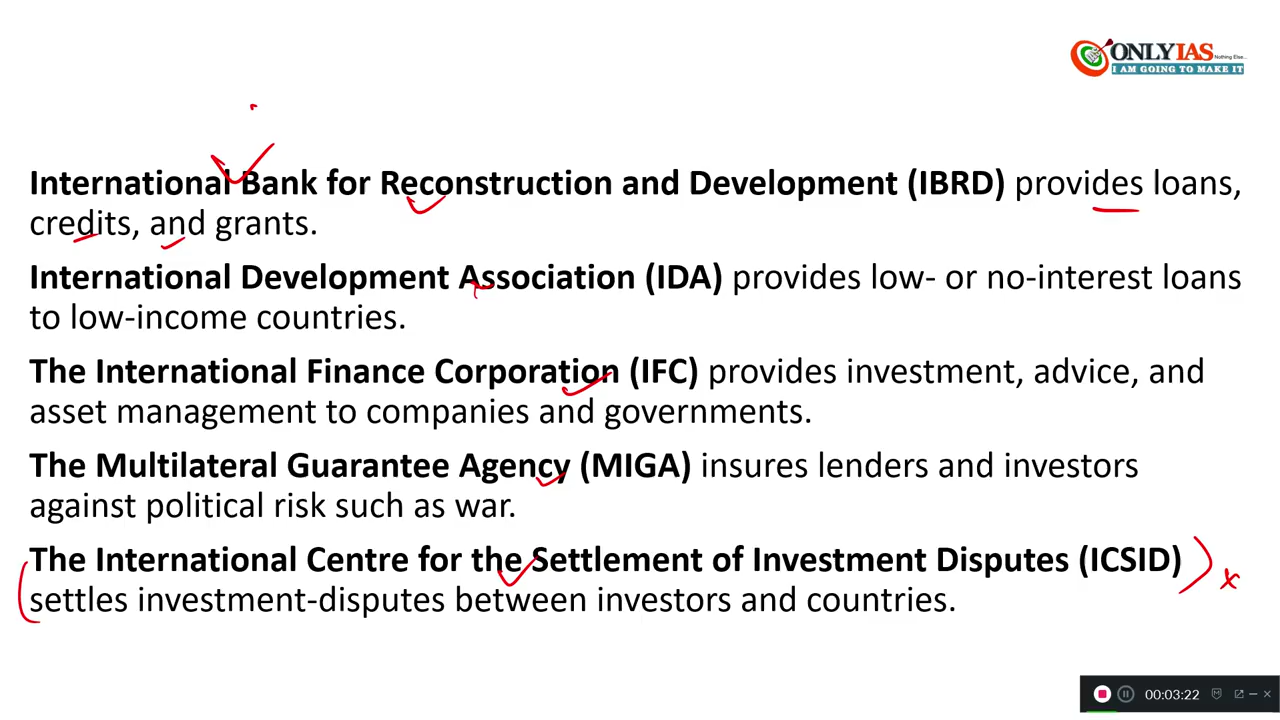 ONLYIAS
Nothing Else...
I AM GOING TO MAKE IT
International Bank for Reconstruction and Development (IBRD) provides loans,
credits, and grants.
International Development Association (IDA) provides low- or no-interest loans
to low-income countries.
The International Finance Corporation (IFC) provides investment, advice, and
asset management to companies and governments.
The Multilateral Guarantee Agency (MIGA) insures lenders and investors
against political risk such as war.
The International Centre for the Settlement of Investment Disputes (ICSID)
settles investment-disputes between investors and countries.
00:03:22